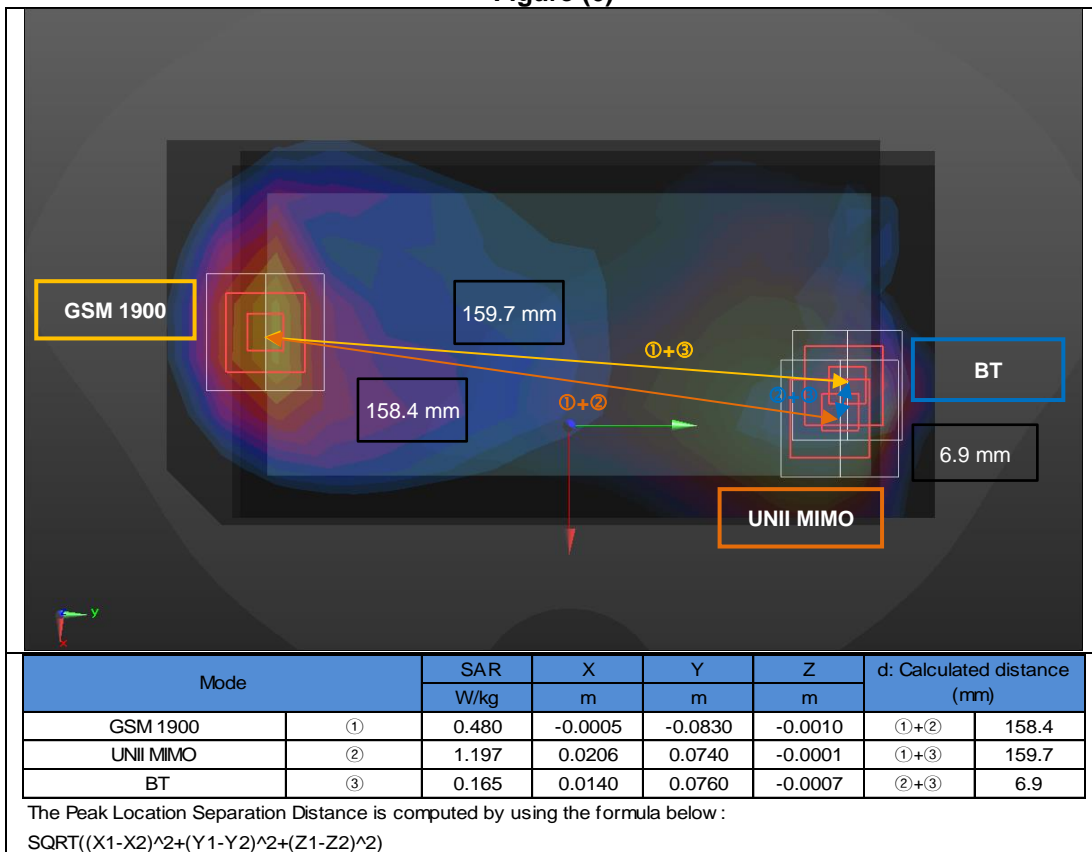 GSM 1900
159.7 mm
①+③
BT
158.4 mm
①+②
6.9 mm
UNII MIMO
y
x
Mode SAR X Y Z d: Calculated distance (mm)
W/kg m m m
GSM 1900 ① 0.480 -0.0005 -0.0830 -0.0010 ①+② 158.4
UNII MIMO ② 1.197 0.0206 0.0740 -0.0001 ①+③ 159.7
BT ③ 0.165 0.0140 0.0760 -0.0007 ②+③ 6.9
The Peak Location Separation Distance is computed by using the formula below :
SQRT((X1-X2)^2+(Y1-Y2)^2+(Z1-Z2)^2)